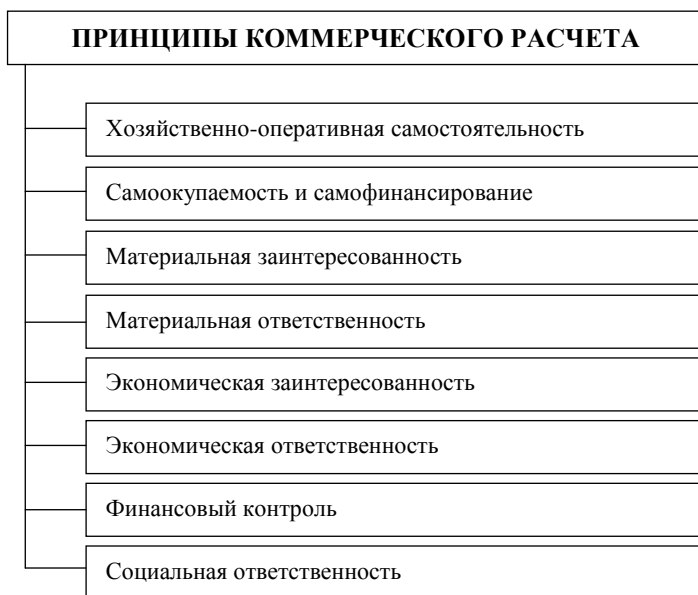 ПРИНЦИПЫ КОММЕРЧЕСКОГО РАСЧЕТА
Хозяйственно-оперативная самостоятельность
Самоокупаемость и самофинансирование
Материальная заинтересованность
Материальная ответственность
Экономическая заинтересованность
Экономическая ответственность
Финансовый контроль
Социальная ответственность